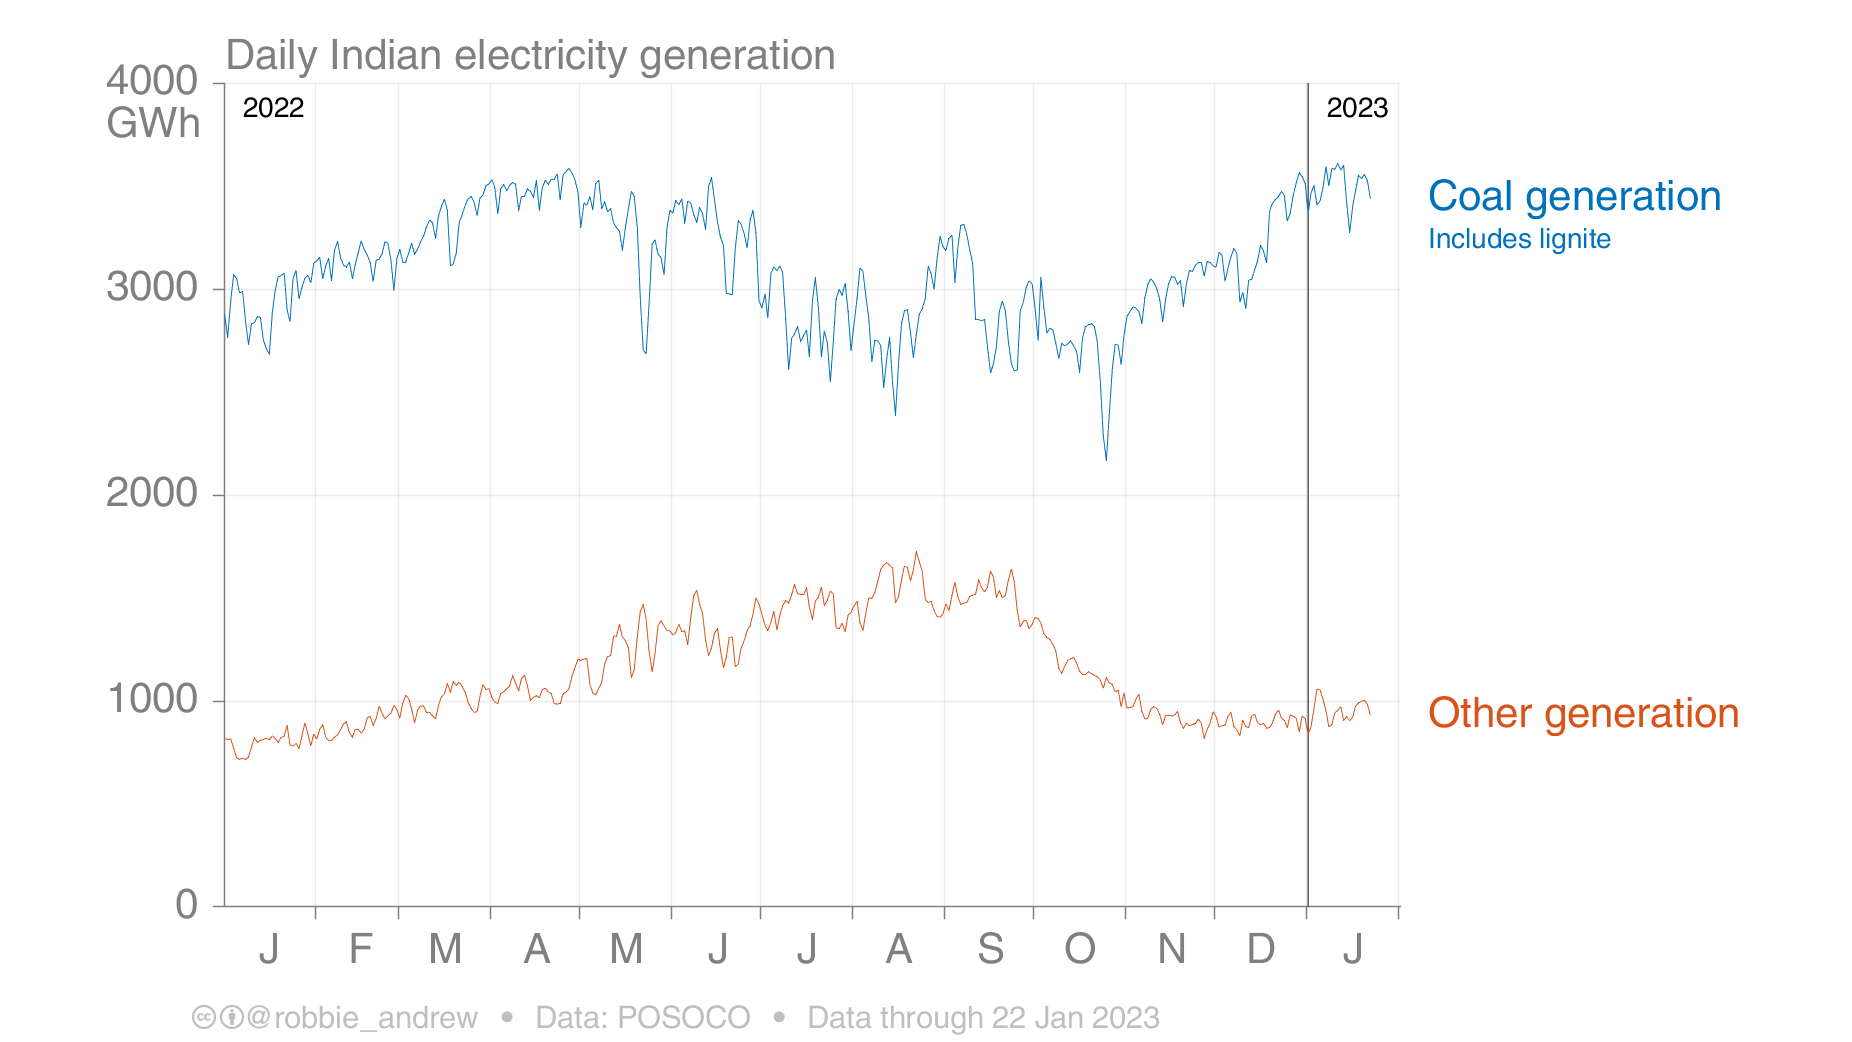 Daily Indian electricity generation
4000
GWh
2022
2023
3000
2000
1000
0
Coal generation
Includes lignite
Other generation
J F M A M J J A S O N D J
cc @robbie_andrew • Data: POSOCO • Data through 22 Jan 2023